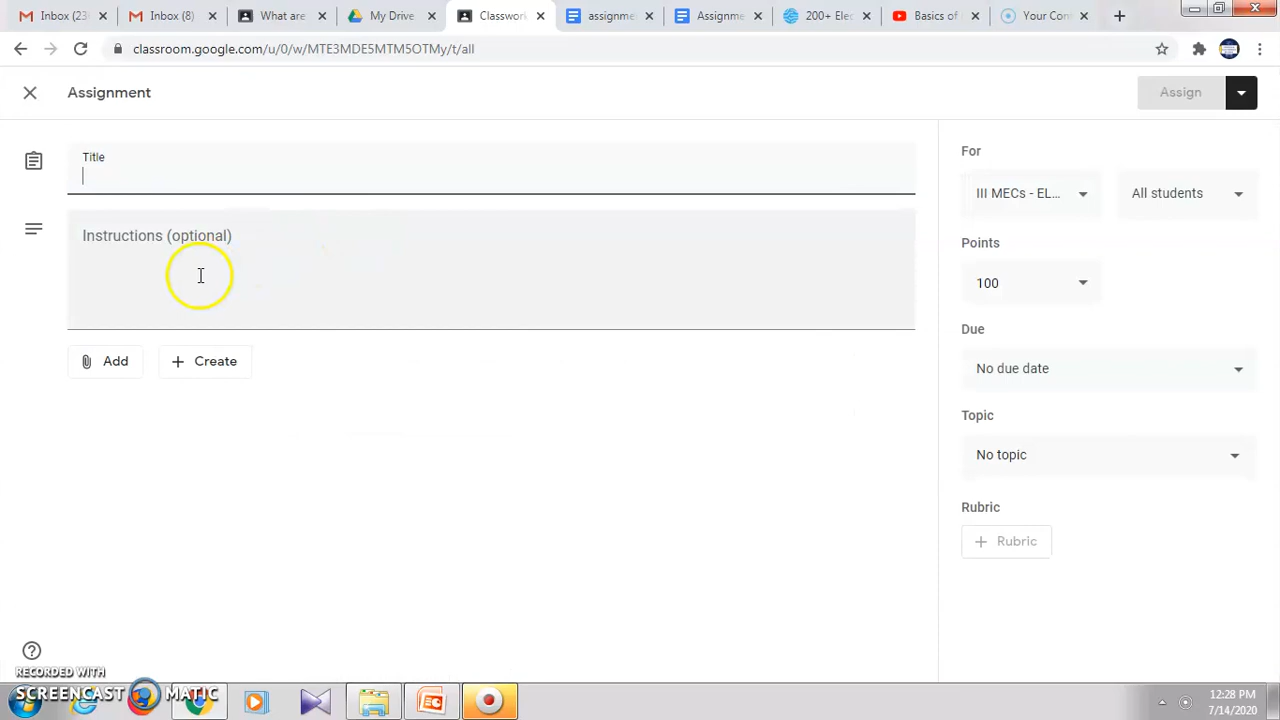 Inbox (23
Inbox (8)
What are
My Drive
Classwork
assignme
Assignme
200+ Elec
Basics of
Your Con
classroom.google.com/u/0/w/MTE3MDE5MTM5OTMy/t/all
Assignment
Assign
Title
Instructions (optional)
Add
Create
For
III MECs - EL...
All students
Points
100
Due
No due date
Topic
No topic
Rubric
Rubric
RECORDED WITH
SCREENCAST MATIC
12:28 PM
7/14/2020